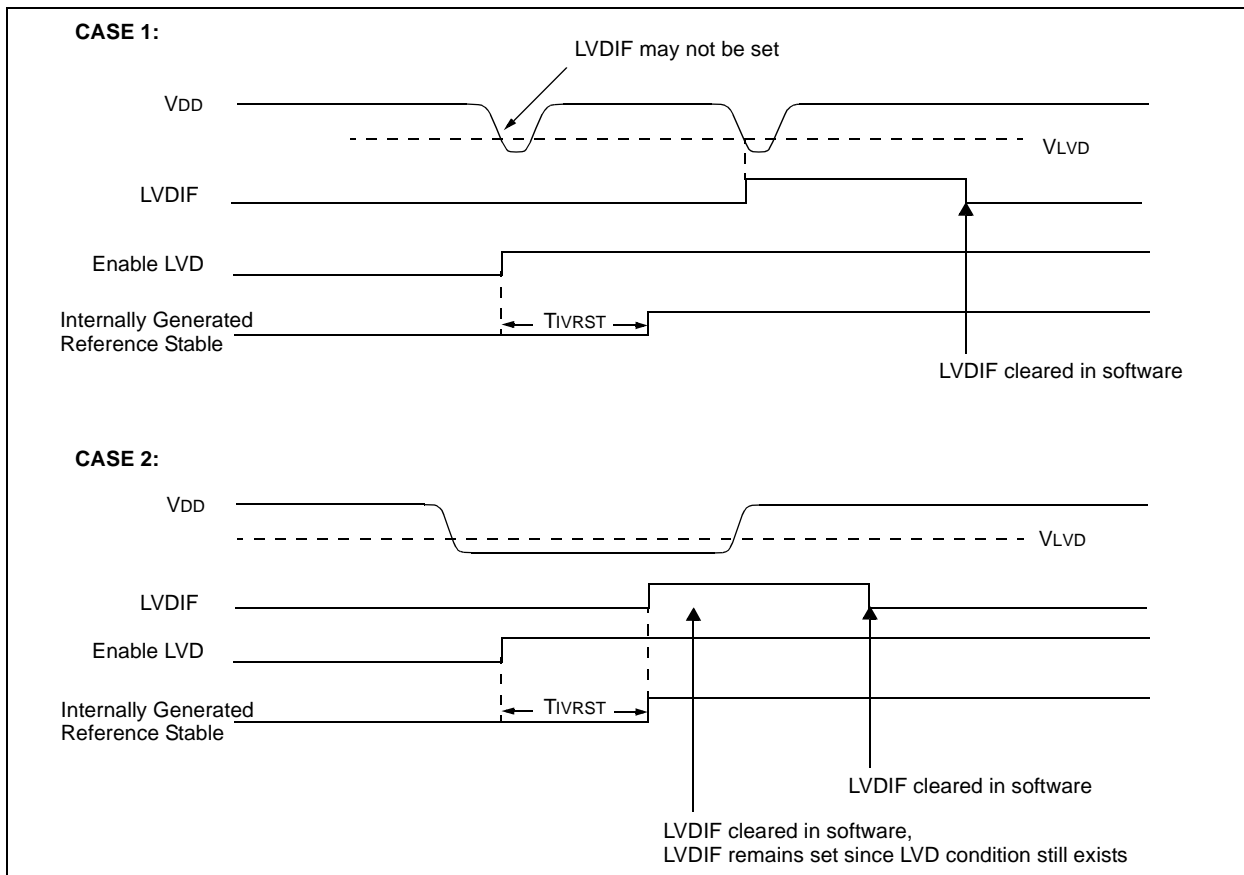 CASE 1:
LVDIF may not be set
VDD
VLVD
LVDIF
Enable LVD
TIVRST
Internally Generated
Reference Stable
LVDIF cleared in software
CASE 2:
VDD
VLVD
LVDIF
Enable LVD
TIVRST
Internally Generated
Reference Stable
LVDIF cleared in software
LVDIF cleared in software,
LVDIF remains set since LVD condition still exists